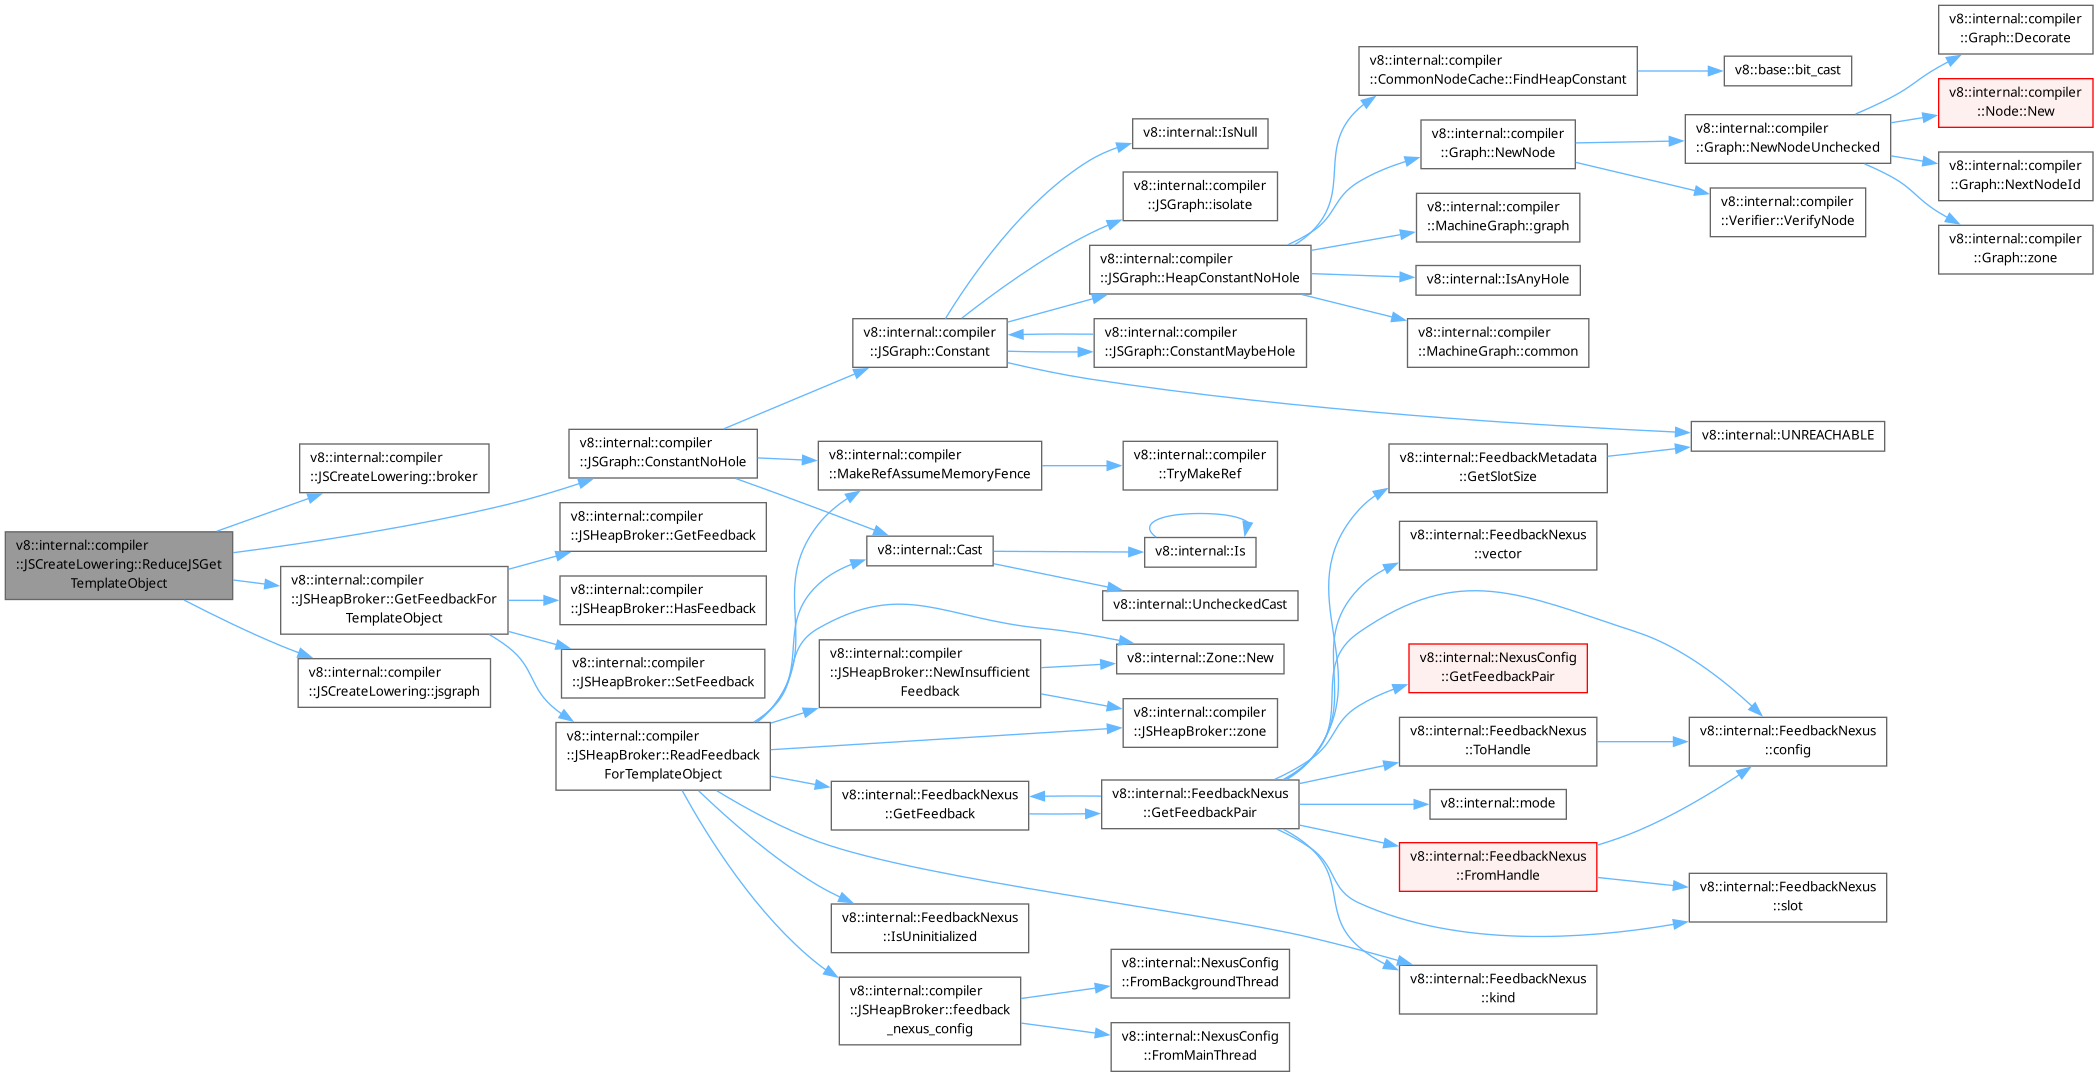 v8::internal::compiler
::JSCreateLowering::ReduceJSGet
TemplateObject
v8::internal::compiler
::JSCreateLowering::broker
v8::internal::compiler
::JSGraph::ConstantNoHole
v8::internal::compiler
::JSGraph::Constant
v8::internal::IsNull
v8::internal::compiler
::JSGraph::isolate
v8::internal::compiler
::JSGraph::HeapConstantNoHole
v8::internal::compiler
::CommonNodeCache::FindHeapConstant
v8::base::bit_cast
v8::internal::compiler
::Graph::NewNode
v8::internal::compiler
::Graph::NewNodeUnchecked
v8::internal::compiler
::Graph::Decorate
v8::internal::compiler
::Node::New
v8::internal::compiler
::Graph::NextNodeId
v8::internal::compiler
::Graph::zone
v8::internal::compiler
::Verifier::VerifyNode
v8::internal::compiler
::MachineGraph::graph
v8::internal::IsAnyHole
v8::internal::compiler
::MachineGraph::common
v8::internal::compiler
::JSGraph::ConstantMaybeHole
v8::internal::UNREACHABLE
v8::internal::compiler
::MakeRefAssumeMemoryFence
v8::internal::compiler
::TryMakeRef
v8::internal::Cast
v8::internal::Is
v8::internal::UncheckedCast
v8::internal::compiler
::JSHeapBroker::GetFeedbackFor
TemplateObject
v8::internal::compiler
::JSHeapBroker::GetFeedback
v8::internal::compiler
::JSHeapBroker::HasFeedback
v8::internal::compiler
::JSHeapBroker::SetFeedback
v8::internal::compiler
::JSCreateLowering::jsgraph
v8::internal::compiler
::JSHeapBroker::ReadFeedback
ForTemplateObject
v8::internal::compiler
::JSHeapBroker::NewInsufficient
Feedback
v8::internal::Zone::New
v8::internal::compiler
::JSHeapBroker::zone
v8::internal::FeedbackNexus
::GetFeedback
v8::internal::FeedbackNexus
::GetFeedbackPair
v8::internal::FeedbackMetadata
::GetSlotSize
v8::internal::FeedbackNexus
::vector
v8::internal::NexusConfig
::GetFeedbackPair
v8::internal::FeedbackNexus
::ToHandle
v8::internal::FeedbackNexus
::config
v8::internal::mode
v8::internal::FeedbackNexus
::FromHandle
v8::internal::FeedbackNexus
::slot
v8::internal::FeedbackNexus
::kind
v8::internal::FeedbackNexus
::IsUninitialized
v8::internal::compiler
::JSHeapBroker::feedback
_nexus_config
v8::internal::NexusConfig
::FromBackgroundThread
v8::internal::NexusConfig
::FromMainThread